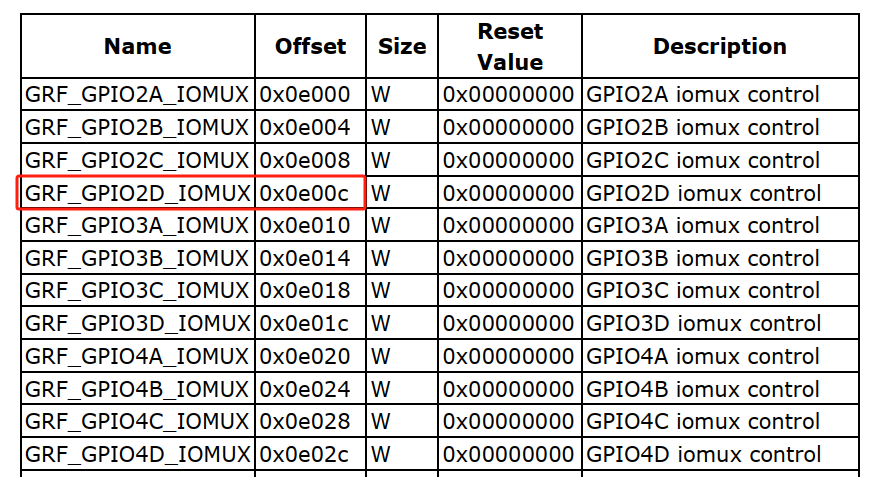 Name Offset Size Reset Value Description
GRF_GPIO2A_IOMUX 0x0e000 W 0x00000000 GPIO2A iomux control
GRF_GPIO2B_IOMUX 0x0e004 W 0x00000000 GPIO2B iomux control
GRF_GPIO2C_IOMUX 0x0e008 W 0x00000000 GPIO2C iomux control
GRF_GPIO2D_IOMUX 0x0e00c W 0x00000000 GPIO2D iomux control
GRF_GPIO3A_IOMUX 0x0e010 W 0x00000000 GPIO3A iomux control
GRF_GPIO3B_IOMUX 0x0e014 W 0x00000000 GPIO3B iomux control
GRF_GPIO3C_IOMUX 0x0e018 W 0x00000000 GPIO3C iomux control
GRF_GPIO3D_IOMUX 0x0e01c W 0x00000000 GPIO3D iomux control
GRF_GPIO4A_IOMUX 0x0e020 W 0x00000000 GPIO4A iomux control
GRF_GPIO4B_IOMUX 0x0e024 W 0x00000000 GPIO4B iomux control
GRF_GPIO4C_IOMUX 0x0e028 W 0x00000000 GPIO4C iomux control
GRF_GPIO4D_IOMUX 0x0e02c W 0x00000000 GPIO4D iomux control